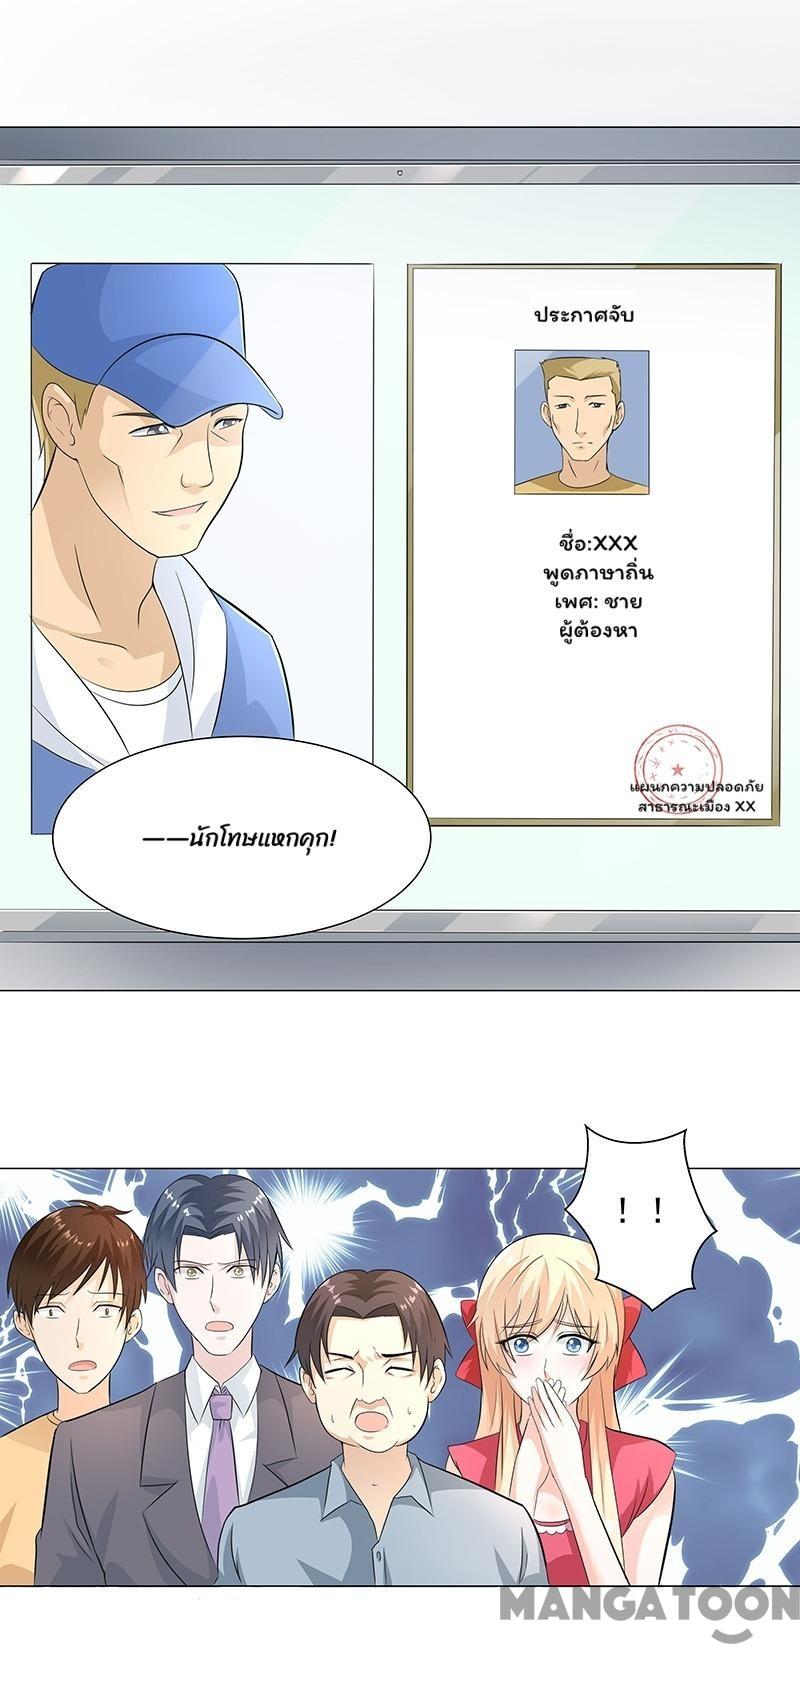 ประกาศจับ
ชื่อ:XXX
พูดภาษาถิ่น
เพศ: ชาย
ผู้ต้องหา
แผนกความปลอดภัย
สาธารณะเมือง XX
——นักโทษแหกคุก!
！！
MANGATOON